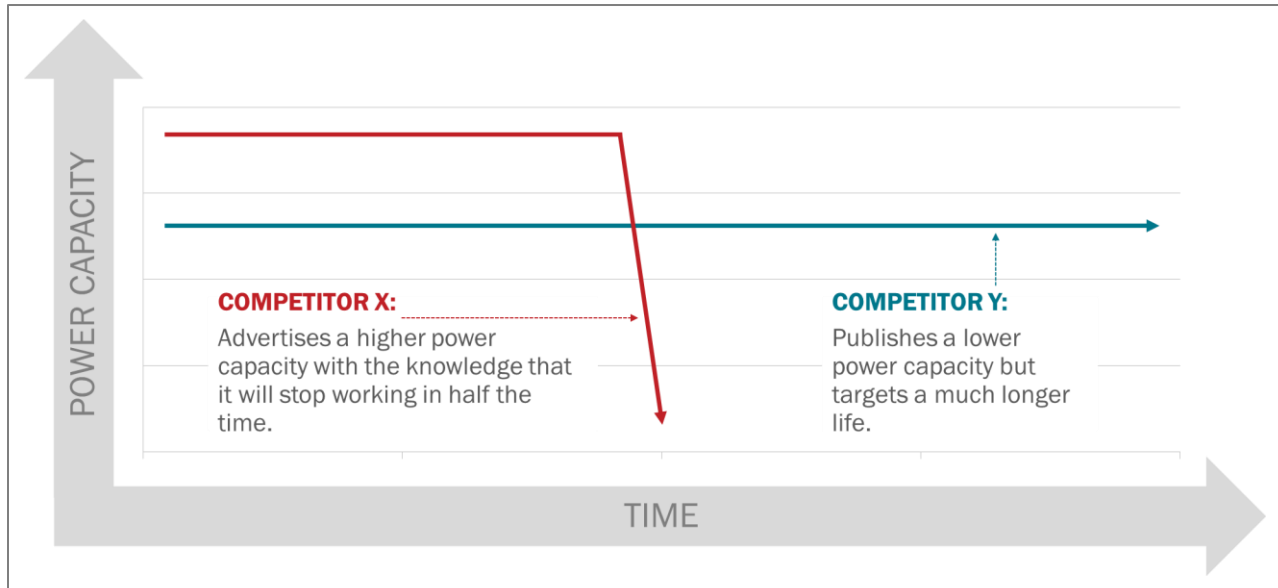 POWER CAPACITY
COMPETITOR X:
Advertises a higher power
capacity with the knowledge that
it will stop working in half the
time.
COMPETITOR Y:
Publishes a lower
power capacity but
targets a much longer
life.
TIME